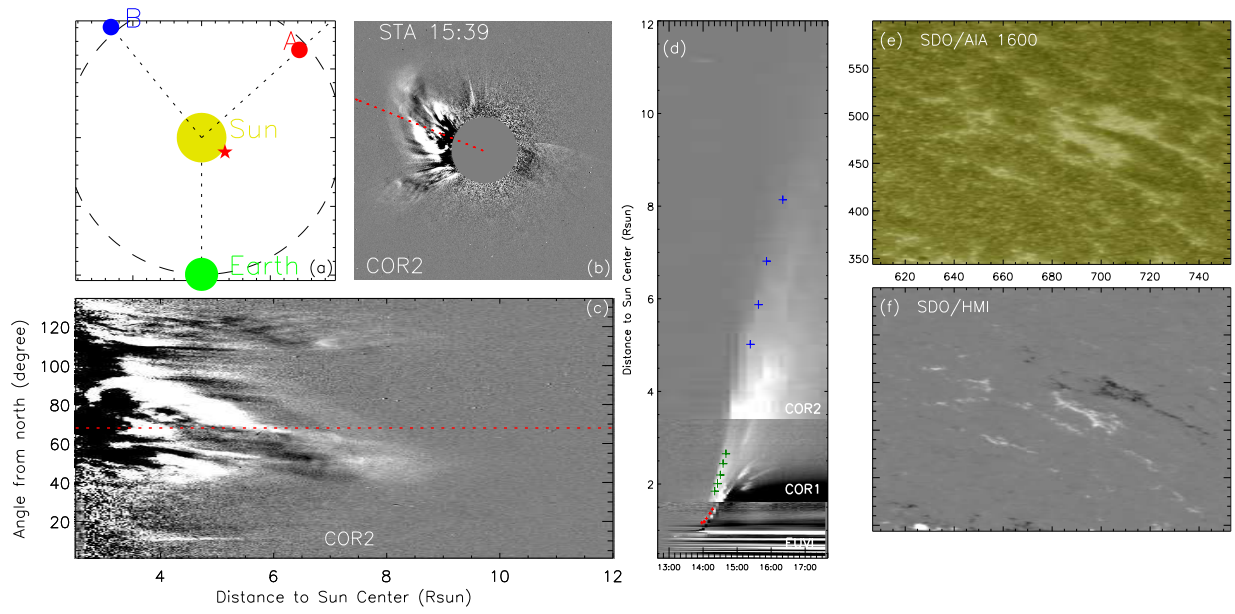 B
A
Sun
Earth
(a)
STA 15:39
COR2
(b)
(c)
120
100
80
60
40
20
Angle from north (degree)
COR2
4
6
8
10
12
Distance to Sun Center (Rsun)
(d)
12
10
8
6
4
2
Distance to Sun Center (Rsun)
COR2
COR1
EUVI
13:00
14:00
15:00
16:00
17:00
(e) SDO/AIA 1600
550
500
450
400
350
620
640
660
680
700
720
740
(f) SDO/HMI